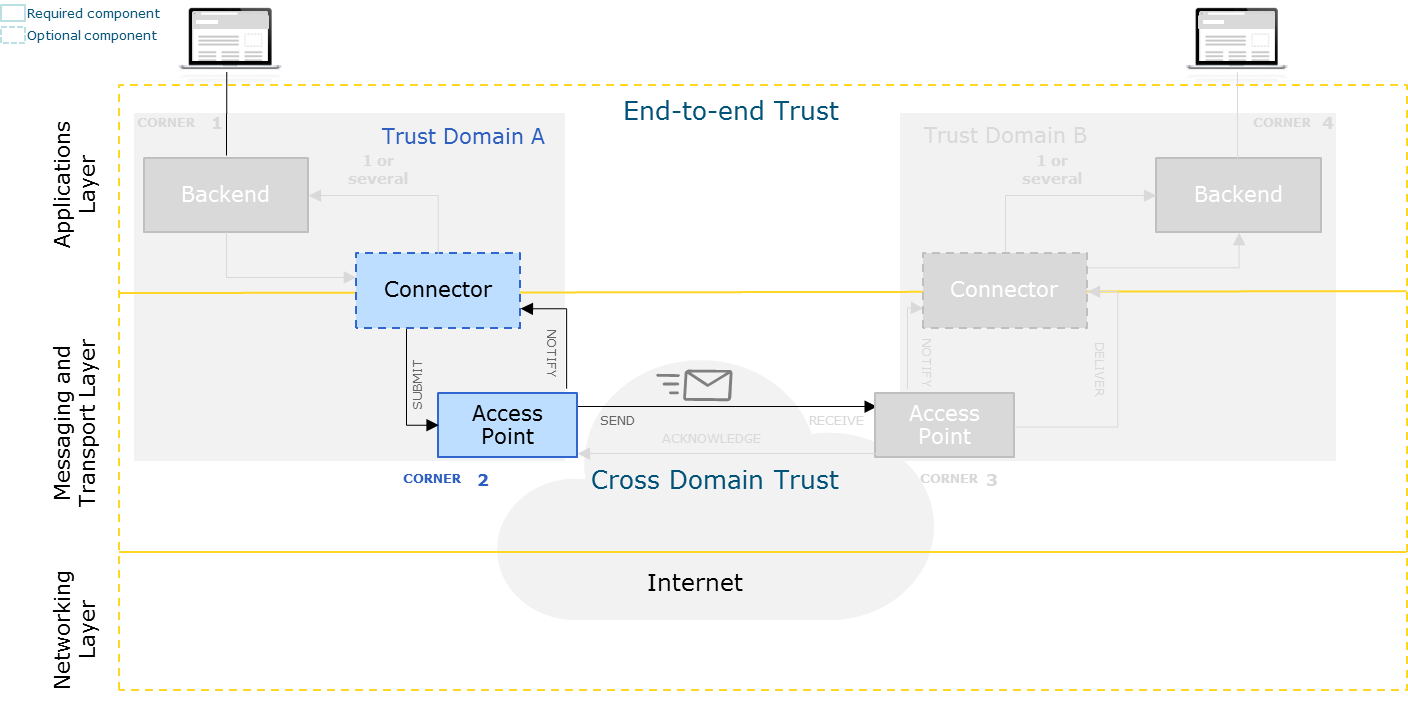 Required component
Optional component
End-to-end Trust
CORNER 1
Trust Domain A
1 or
several
Backend
Connector
Trust Domain B
CORNER 4
1 or
several
Backend
Connector
Applications
Layer
SUBMIT
NOTIFY
NOTIFY
DELIVER
Access
Point
SEND
RECEIVE
ACKNOWLEDGE
Access
Point
CORNER 2
Cross Domain Trust
CORNER 3
Messaging and
Transport Layer
Internet
Networking
Layer